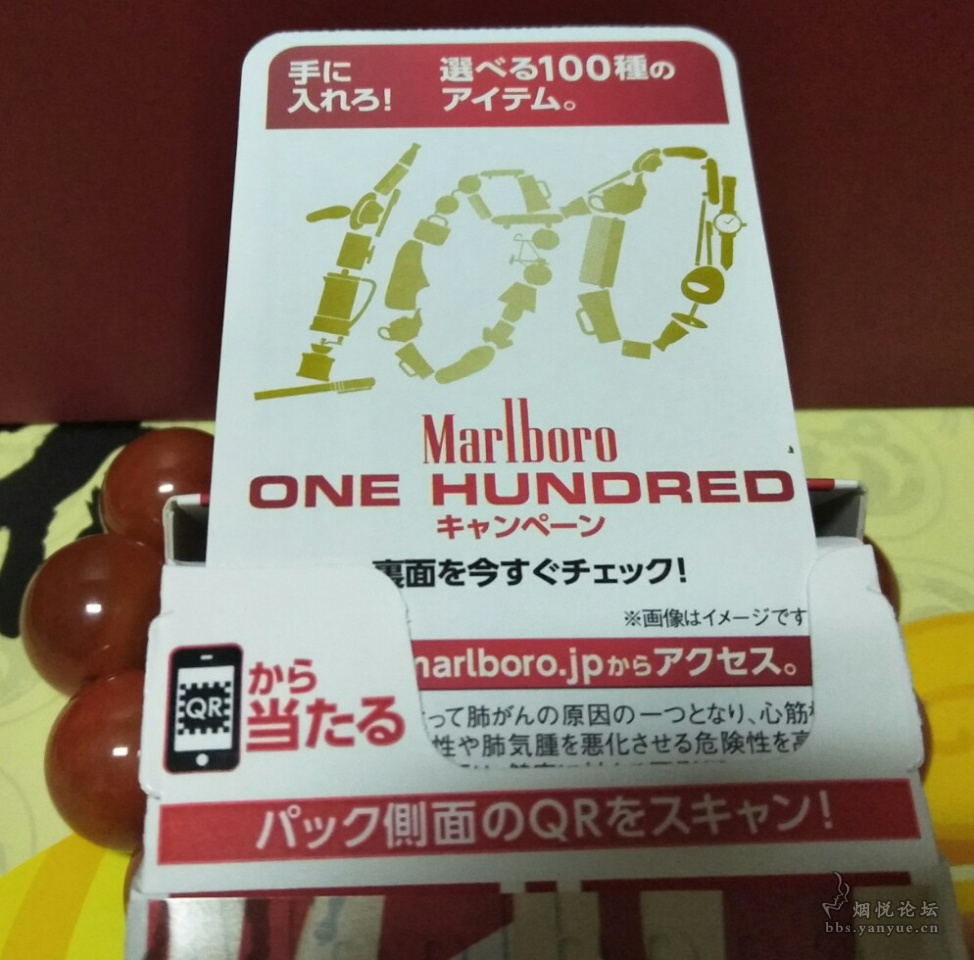 手に
入れろ!
選べる100種の
アイテム。
Marlboro
ONE HUNDRED
キャンペーン
裏面を今すぐチェック!
※画像はイメージです
marlboro.jpからアクセス。
QR
から
当たる
って肺がんの原因の一つとなり、心筋
性や肺気腫を悪化させる危険性を高
パック側面のQRをスキャン!
烟悦论坛
bbs.yanyue.cn